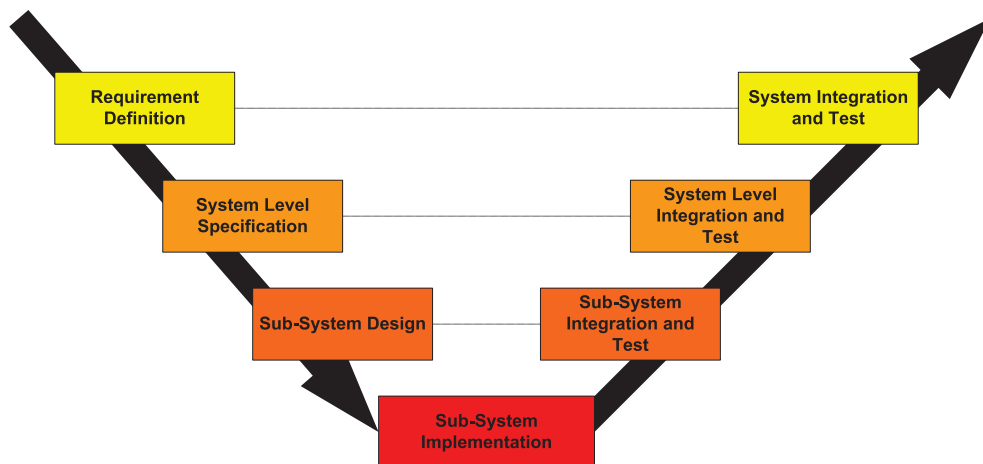 Requirement
Definition
System Integration
and Test
System Level
Specification
System Level
Integration and
Test
Sub-System Design
Sub-System
Integration and
Test
Sub-System
Implementation